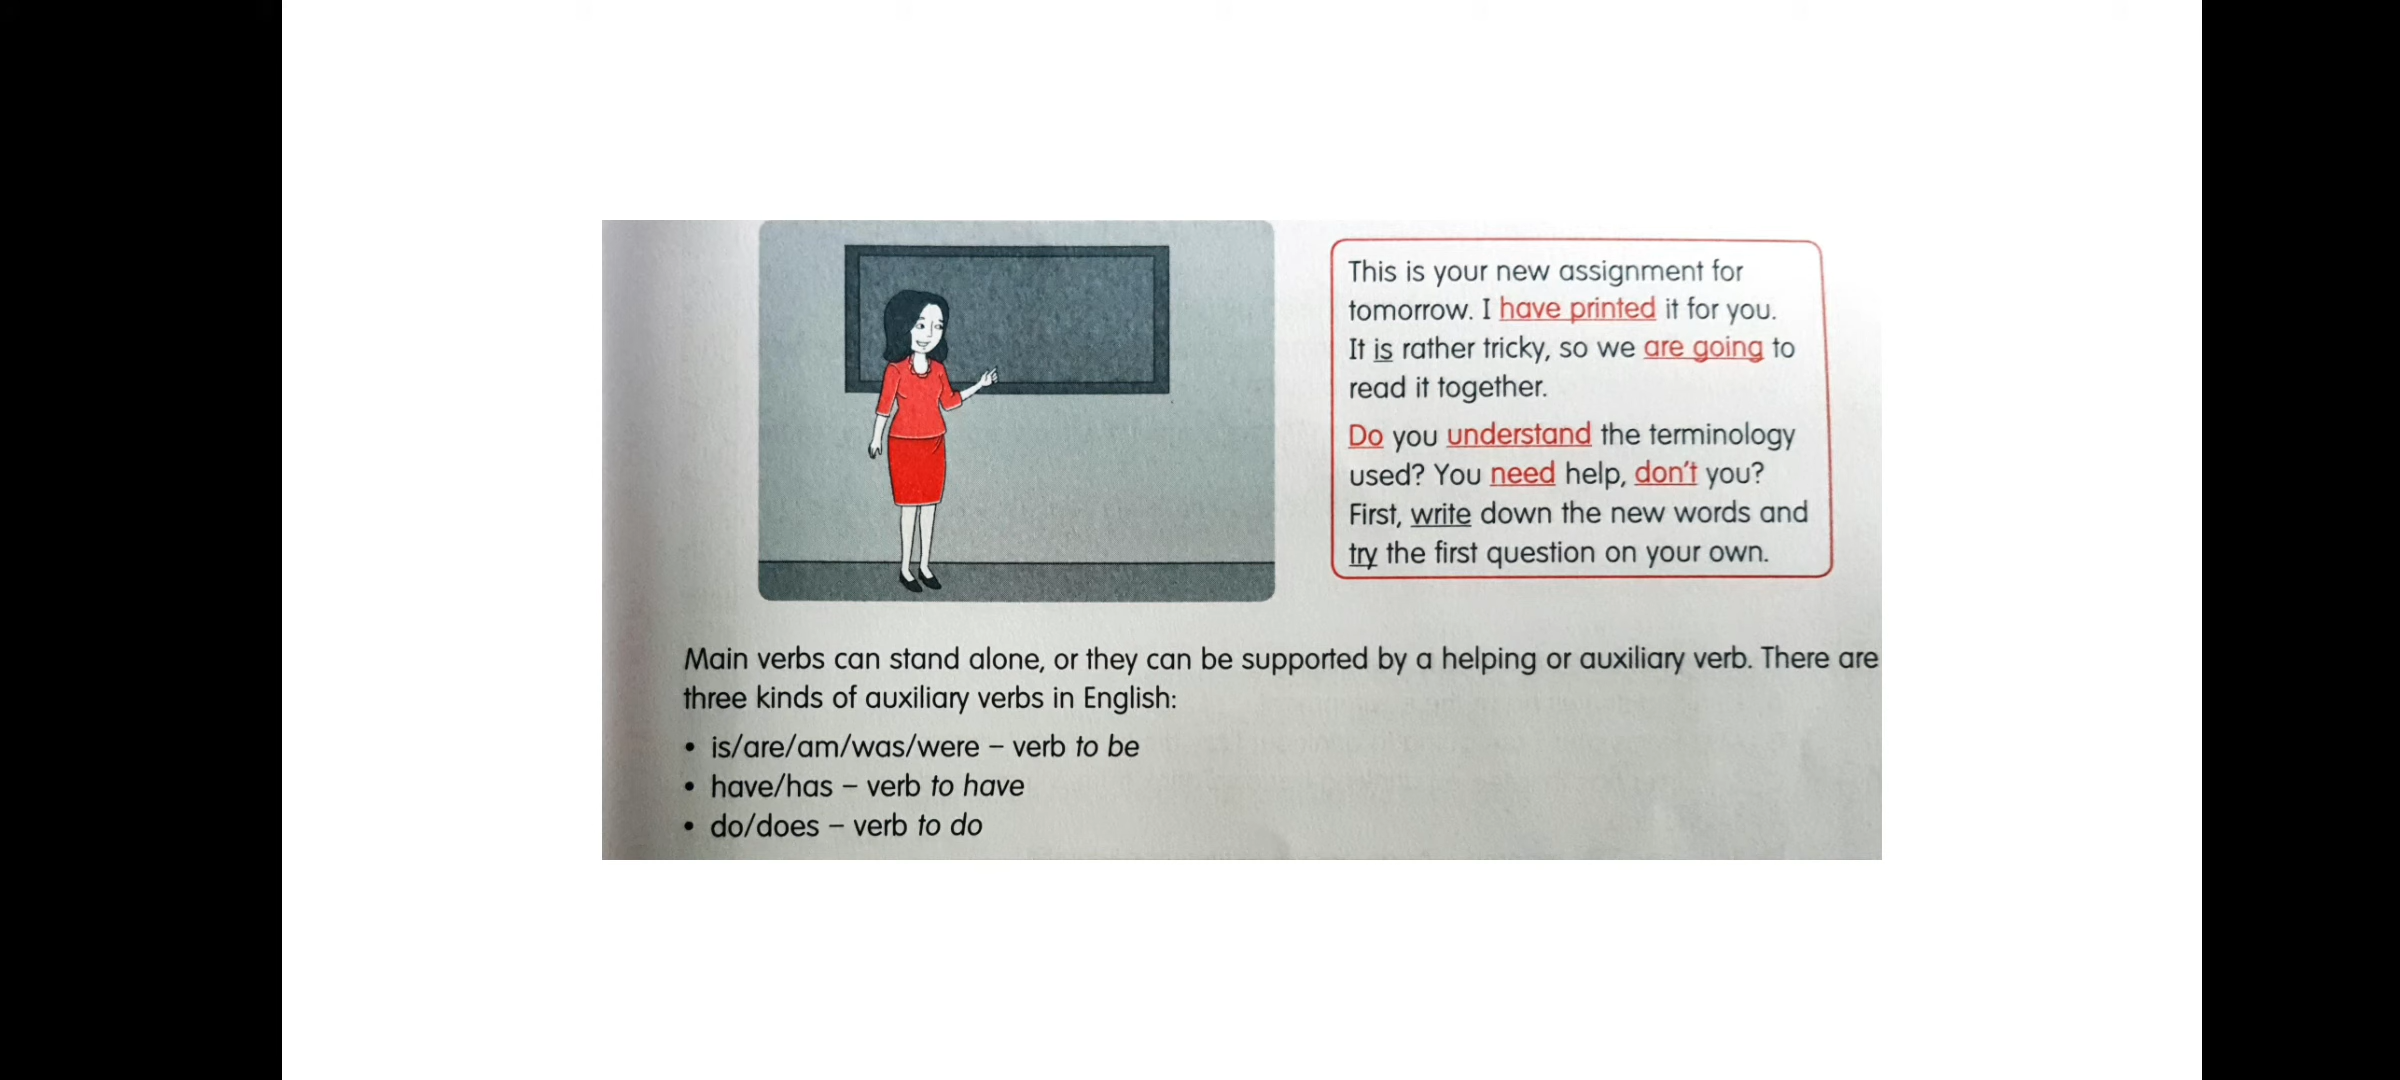 This is your new assignment for
tomorrow. I have printed it for you.
It is rather tricky, so we are going to
read it together.
Do you understand the terminology
used? You need help, don't you?
First, write down the new words and
try the first question on your own.
Main verbs can stand alone, or they can be supported by a helping or auxiliary verb. There are
three kinds of auxiliary verbs in English:
• is/are/am/was/were – verb to be
• have/has – verb to have
• do/does – verb to do